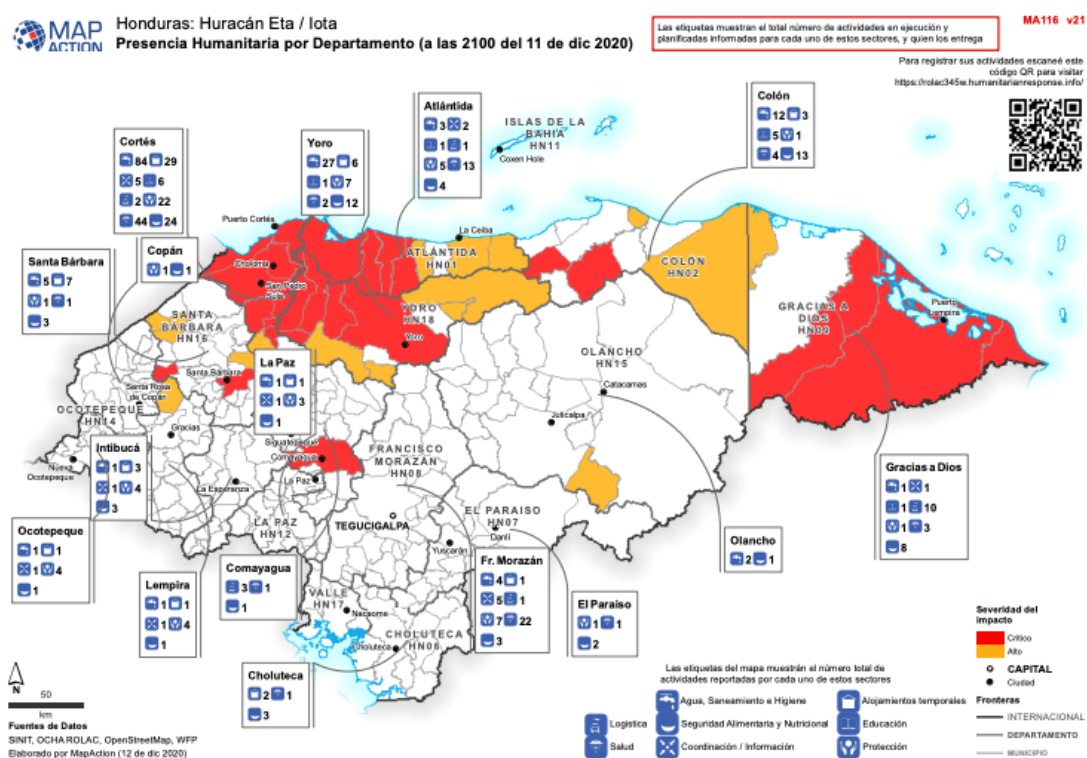 MAP
ACTION
Honduras: Huracán Eta / Iota
Presencia Humanitaria por Departamento (a las 2100 del 11 de dic 2020)
Las etiquetas muestran el total número de actividades en ejecución y
planificadas informadas para cada uno de estos sectores, y quien los entrega
MA116 v21
Para registrar sus actividades escaneé este
código QR para visitar
https://rolac345w.humanitarianresponse.info/
Cortés
84 29
5 6
2 22
44 24
Yoro
27 6
1 7
2 12
Atlántida
3 2
1 1
5 13
4
ISLAS DE LA
BAHIA
HN11
Coxen Hole
Colón
12 3
5 1
4 13
Copán
1 1
Santa Bárbara
5 7
1 1
3
Puerto Cortés
Choloma
San Pedro
Sula
La Ceiba
ATLÁNTIDA
HN01
COLÓN
HN02
YORO
HN18
Yoro
GRACIAS A
DIOS
HN09
Puerto
Lempira
SANTA
BÁRBARA
HN16
Santa Bárbara
Santa Rosa
de Copán
La Paz
1 1
1 3
1
OLANCHO
HN15
Catacamas
Juticalpa
OCOTEPEQUE
HN14
Gracias
Nueva
Ocotepeque
Intibucá
1 3
1 4
3
La Esperanza
Siguatepeque
Comayagua
La Paz
FRANCISCO
MORAZÁN
HN08
LA PAZ
HN12
TEGUCIGALPA
EL PARAISO
HN07
Danlí
Yuscarán
Gracias a Dios
1 1
1 10
1 3
8
Ocotepeque
1 1
1 4
1
Lempira
1 1
1 4
1
Comayagua
3 1
1
VALLE
HN17
Nacaome
CHOLUTECA
HN06
Choluteca
Fr. Morazán
4 1
5 1
7 22
3
El Paraíso
1 1
2
Olancho
2 1
Choluteca
2 1
3
Severidad del
impacto
Crítico
Alto
CAPITAL
Ciudad
Fronteras
INTERNACIONAL
DEPARTAMENTO
MUNICIPIO
Las etiquetas del mapa muestrán el número total de
actividades reportadas por cada uno de estos sectores
Agua, Saneamiento e Higiene
Alojamientos temporales
Logística
Seguridad Alimentaria y Nutricional
Educación
Salud
Coordinación / Información
Protección
N
50
km
Fuentes de Datos
SINIT, OCHA ROLAC, OpenStreetMap, WFP
Elaborado por MapAction (12 de dic 2020)